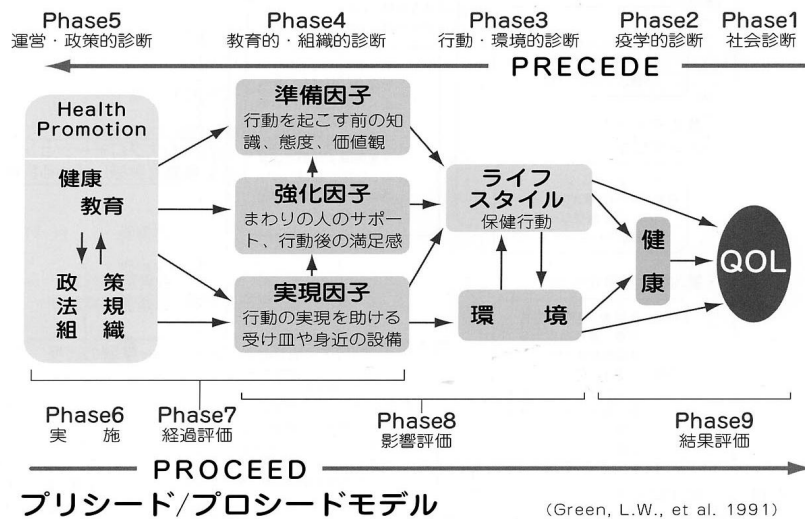 Phase5 Phase4 Phase3 Phase2 Phase1
運営・政策的診断 教育的・組織的診断 行動・環境的診断 疫学的診断 社会診断
PRECEDE
Health
Promotion
健康
教育
政策
法規
組織
準備因子
行動を起こす前の知
識、態度、価値観
強化因子
まわりの人のサポー
ト、行動後の満足感
実現因子
行動の実現を助ける
受け皿や身近の設備
ライフ
スタイル
保健行動
環 境
健
康
QOL
Phase6 Phase7 Phase8 Phase9
実 施 経過評価 影響評価 結果評価
PROCEED
プリシード/プロシードモデル
(Green, L.W., et al. 1991)